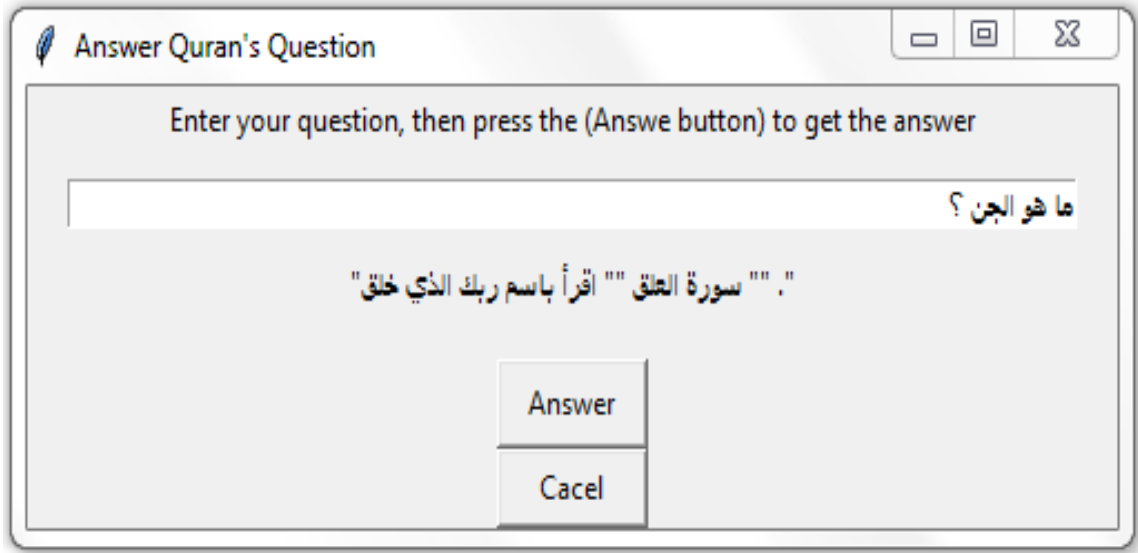 Answer Quran's Question
Enter your question, then press the (Answe button) to get the answer
ما هو الجن ؟
". "" سورة العلق "" اقرأ باسم ربك الذي خلق"
Answer
Cacel